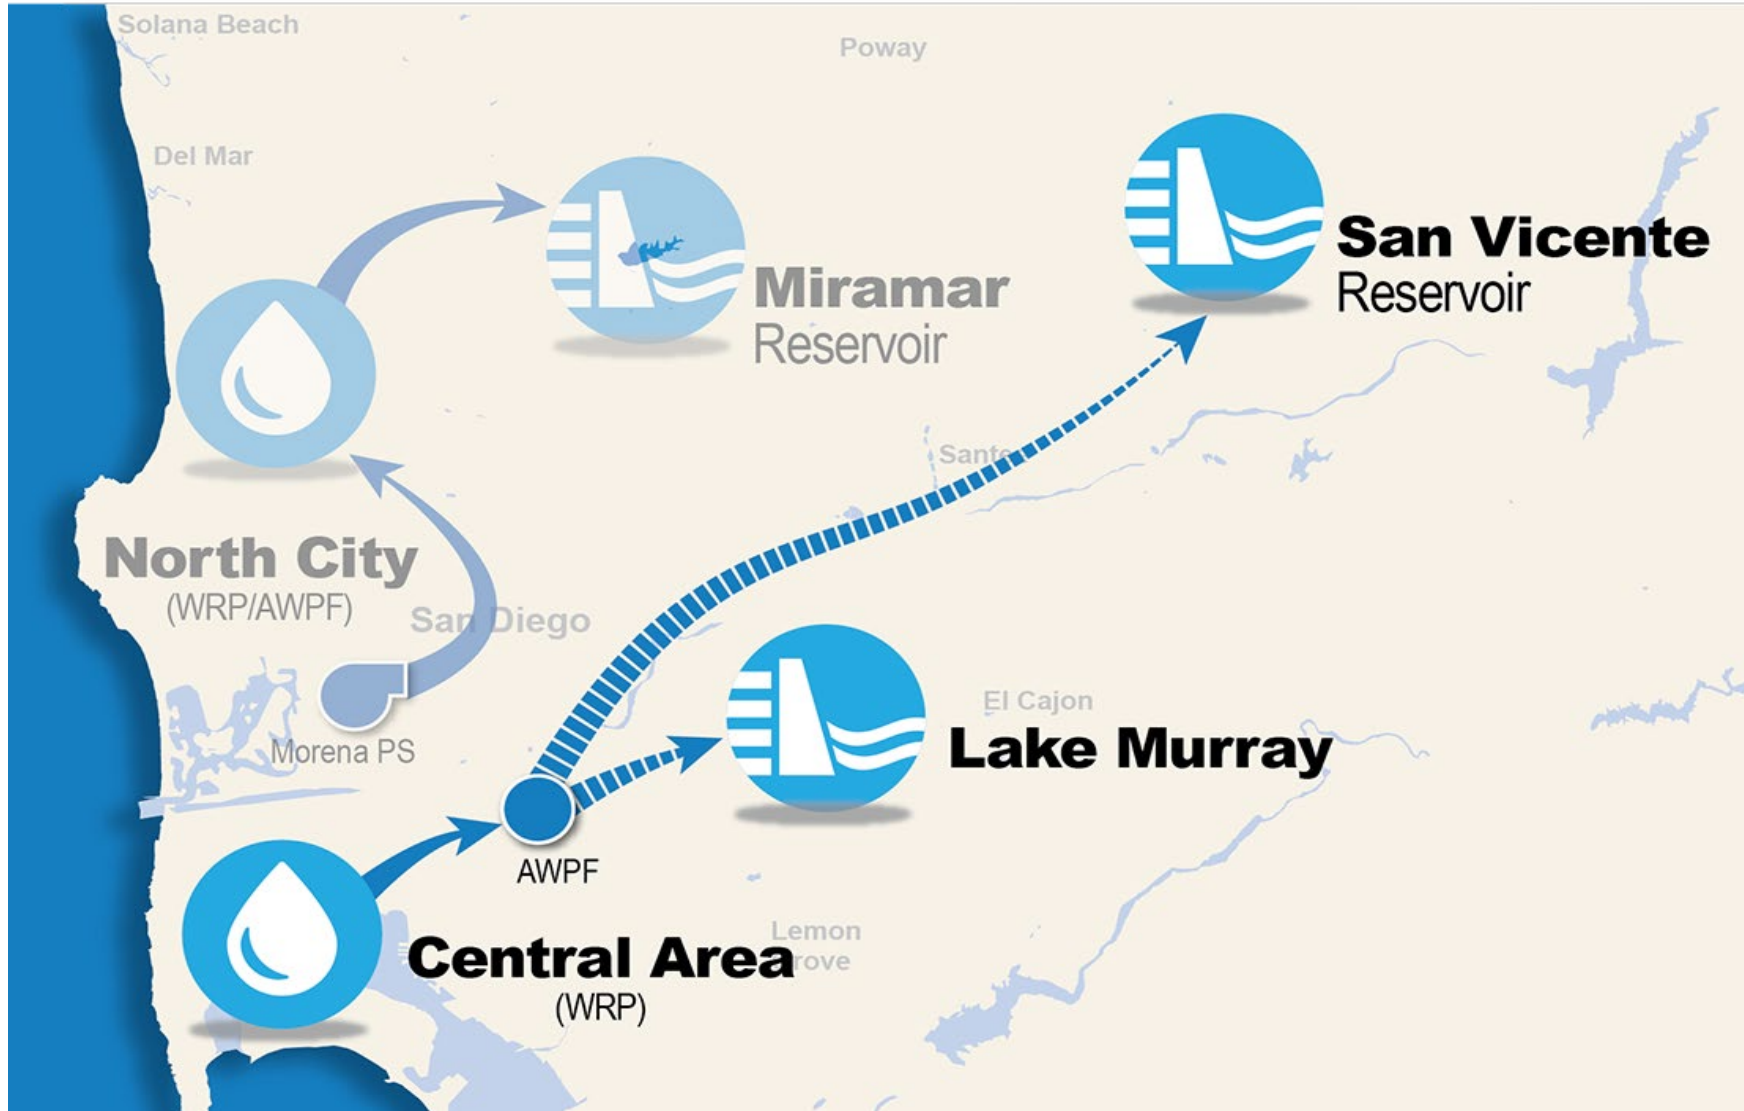 Solana Beach
Poway
Del Mar
San Vicente
Reservoir
Miramar
Reservoir
North City
(WRP/AWPF)
San Diego
Morena PS
El Cajon
Lake Murray
AWPF
Lemon
Central Area
(WRP)